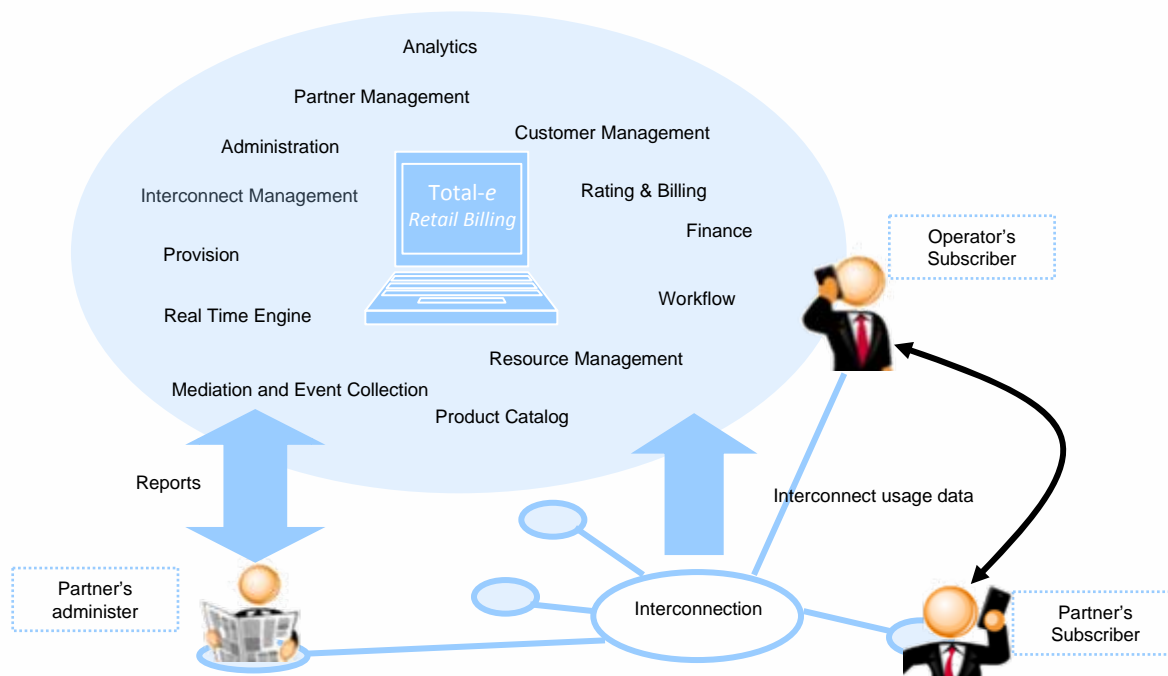 Analytics
Partner Management
Customer Management
Administration
Total-e
Retail Billing
Interconnect Management
Rating & Billing
Finance
Provision
Operator's
Subscriber
Workflow
Real Time Engine
Resource Management
Mediation and Event Collection
Product Catalog
Reports
Interconnect usage data
Partner's
administer
Interconnection
Partner's
Subscriber